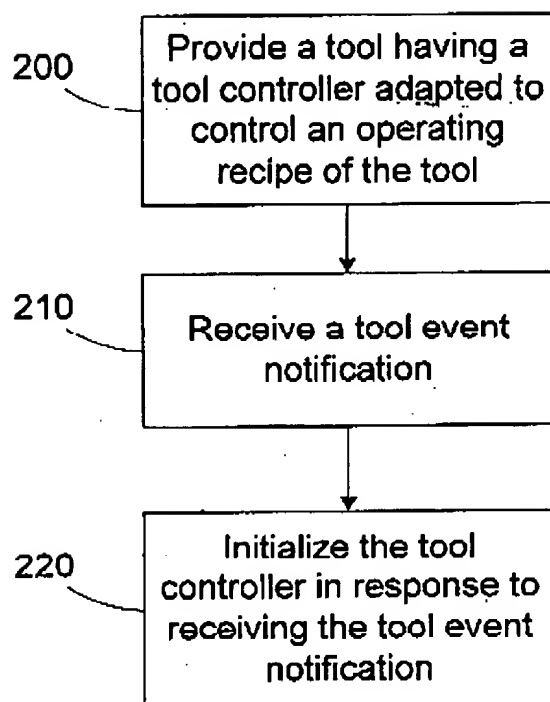 200
Provide a tool having a
tool controller adapted to
control an operating
recipe of the tool
210
Receive a tool event
notification
220
Initialize the tool
controller in response to
receiving the tool event
notification